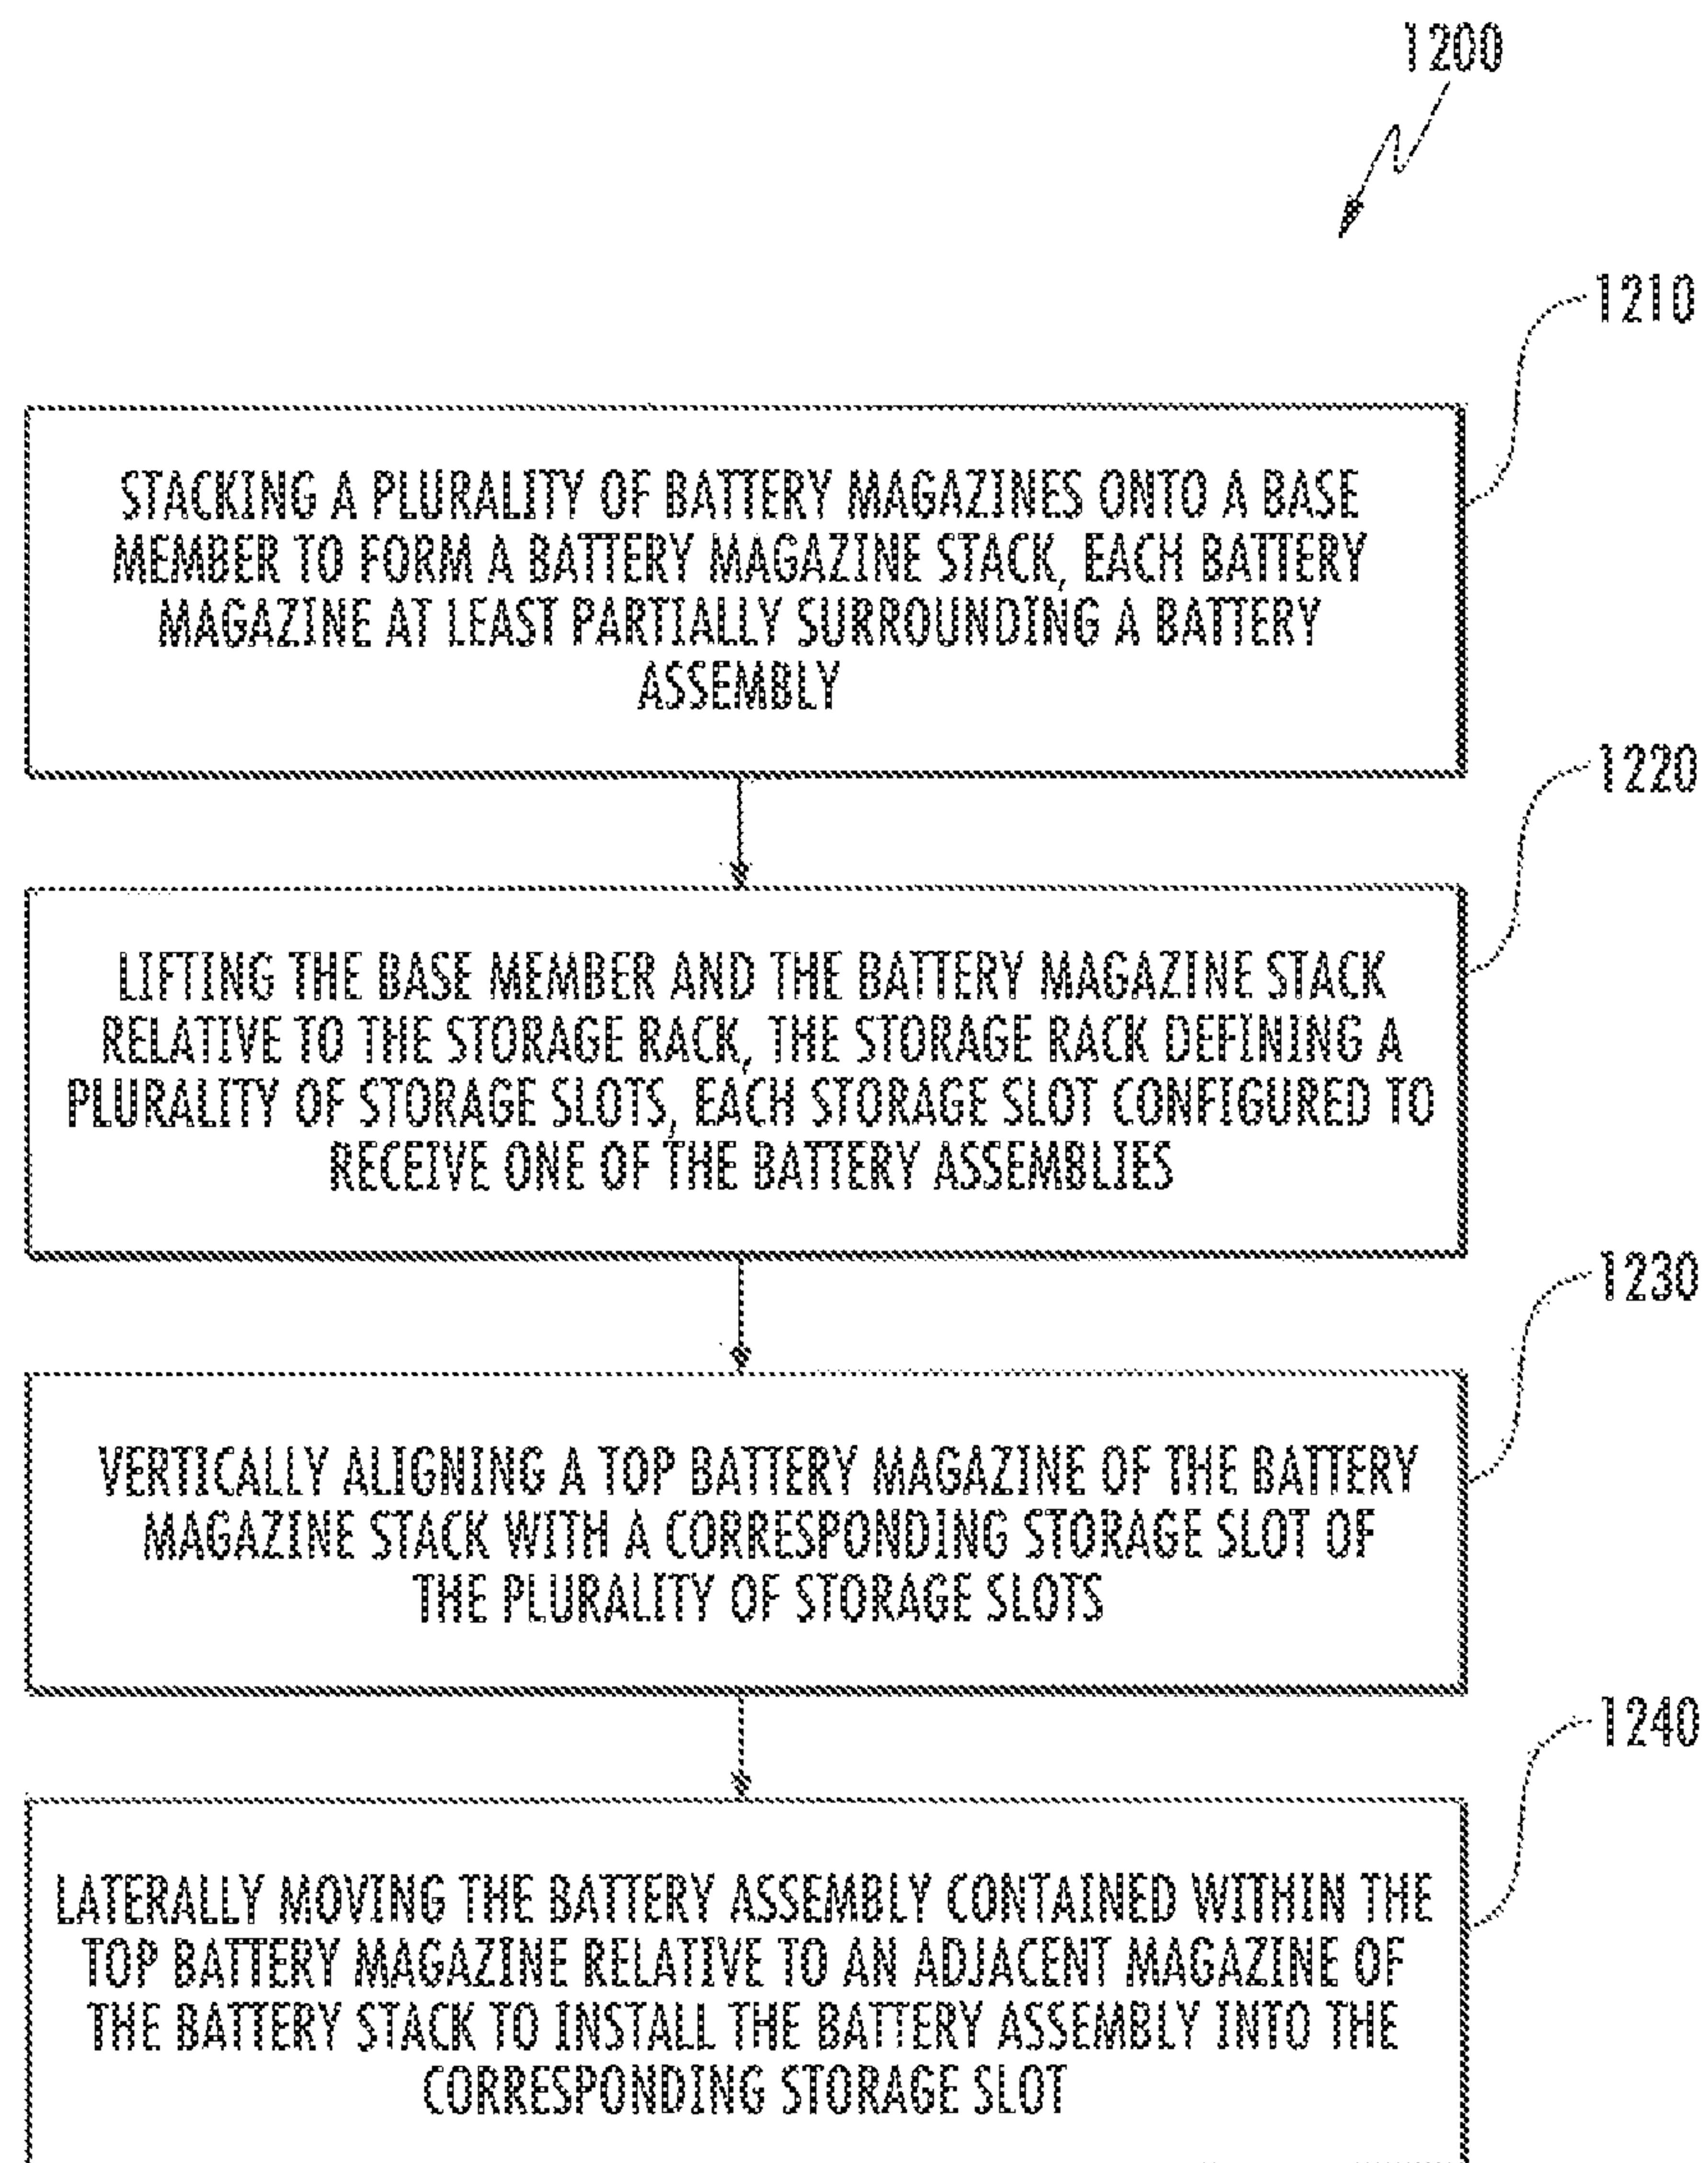 1200
1210
STACKING A PLURALITY OF BATTERY MAGAZINES ONTO A BASE
MEMBER TO FORM A BATTERY MAGAZINE STACK, EACH BATTERY
MAGAZINE AT LEAST PARTIALLY SURROUNDING A BATTERY
ASSEMBLY
1220
LIFTING THE BASE MEMBER AND THE BATTERY MAGAZINE STACK
RELATIVE TO THE STORAGE RACK, THE STORAGE RACK DEFINING A
PLURALITY OF STORAGE SLOTS, EACH STORAGE SLOT CONFIGURED TO
RECEIVE ONE OF THE BATTERY ASSEMBLIES
1230
VERTICALLY ALIGNING A TOP BATTERY MAGAZINE OF THE BATTERY
MAGAZINE STACK WITH A CORRESPONDING STORAGE SLOT OF
THE PLURALITY OF STORAGE SLOTS
1240
LATERALLY MOVING THE BATTERY ASSEMBLY CONTAINED WITHIN THE
TOP BATTERY MAGAZINE RELATIVE TO AN ADJACENT MAGAZINE OF
THE BATTERY STACK TO INSTALL THE BATTERY ASSEMBLY INTO THE
CORRESPONDING STORAGE SLOT